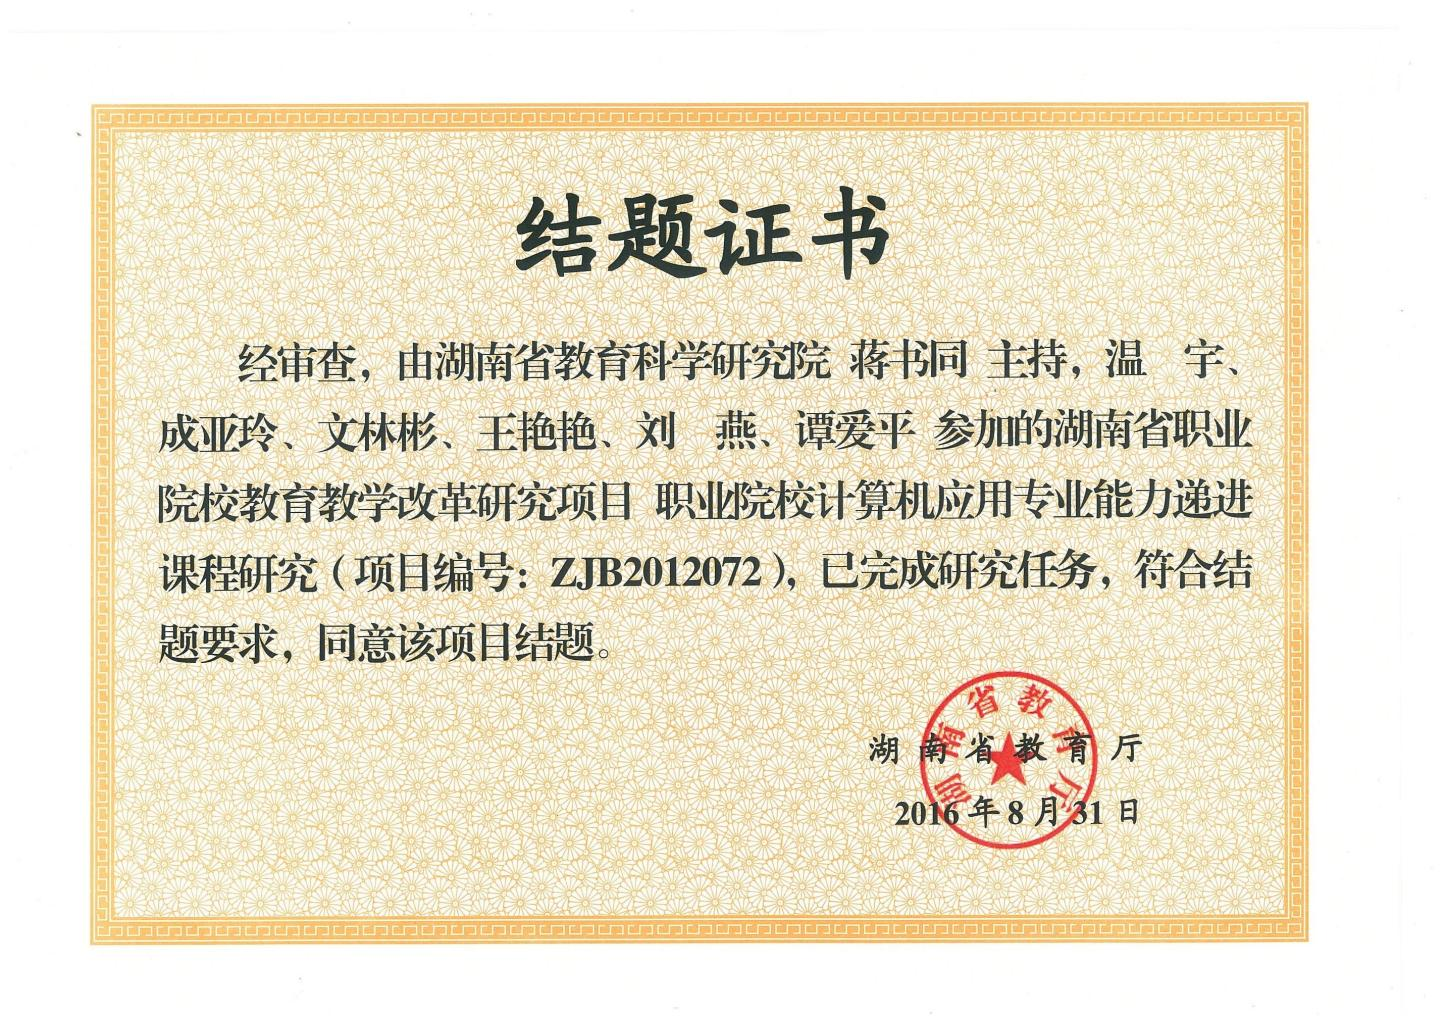 结题证书
经审查，由湖南省教育科学研究院 蒋书同 主持，温　宇、
成亚玲、文林彬、王艳艳、刘　燕、谭爱平 参加的湖南省职业
院校教育教学改革研究项目 职业院校计算机应用专业能力递进
课程研究（项目编号：ZJB2012072），已完成研究任务，符合结
题要求，同意该项目结题。
湖南省教育厅
湖南省教育厅
2016年8月31日